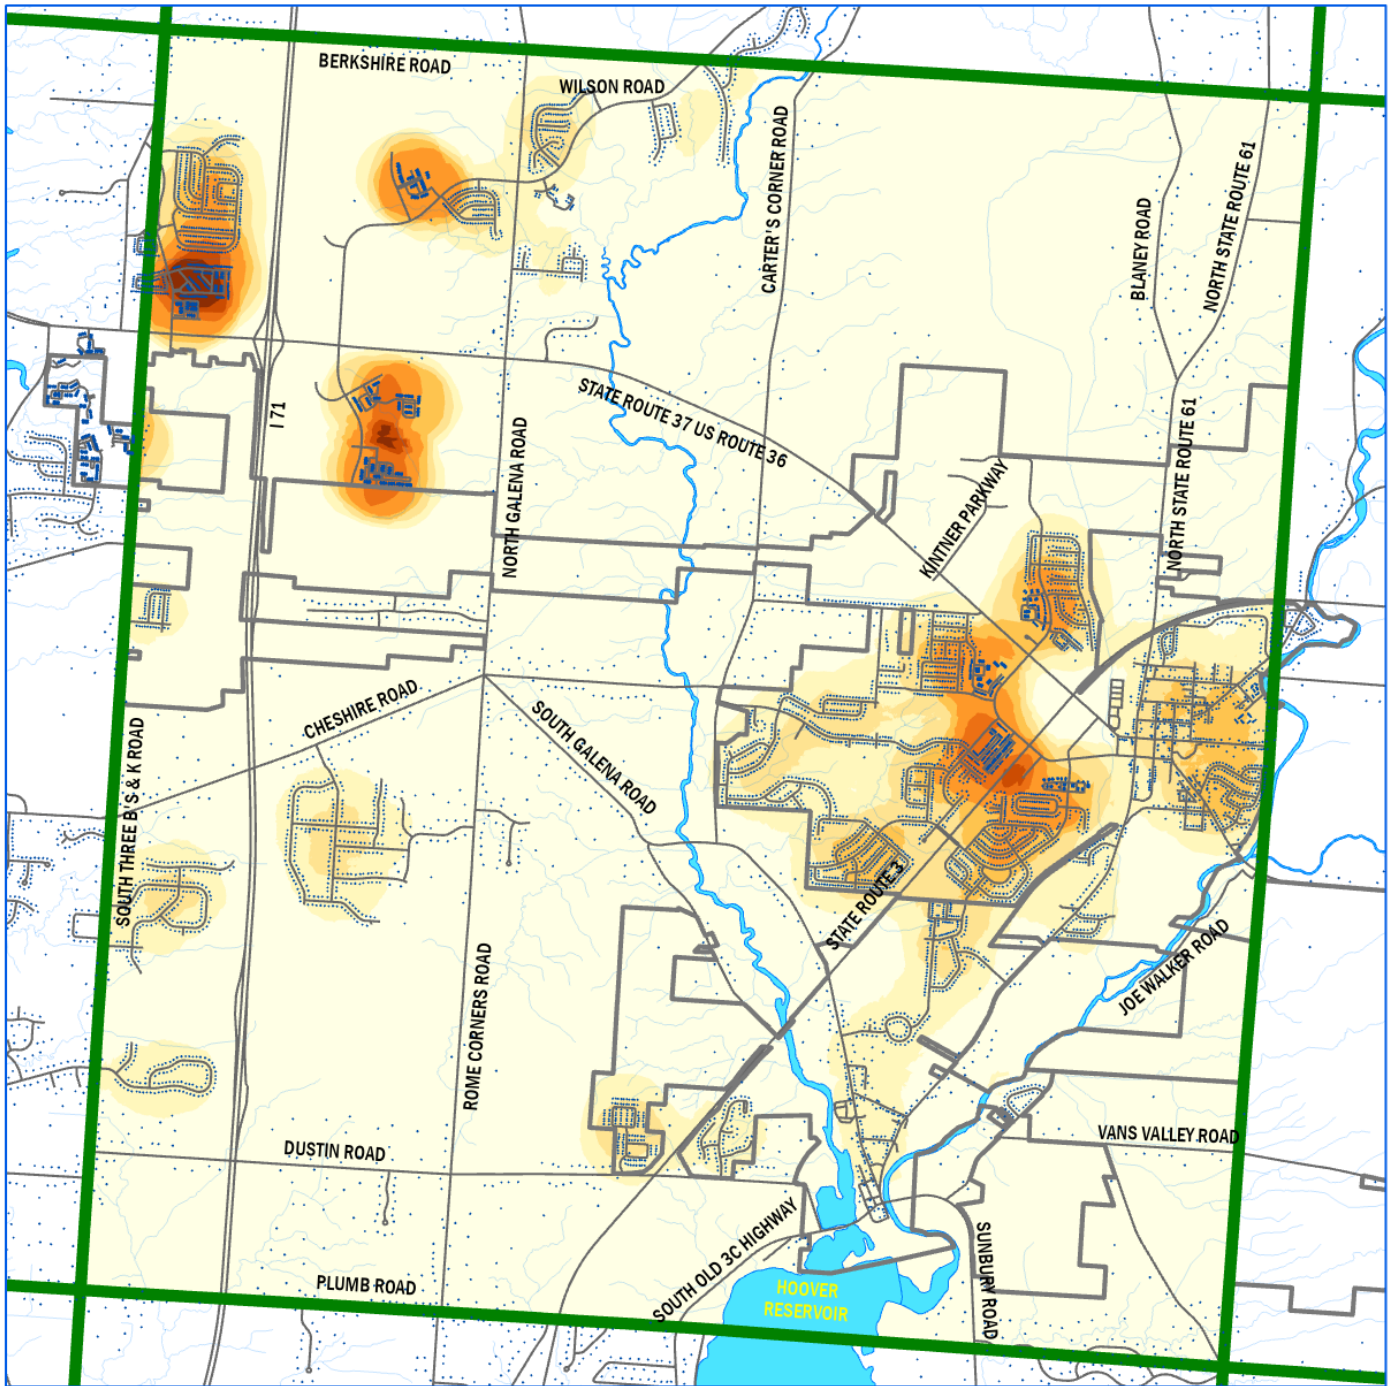 BERKSHIRE ROAD
WILSON ROAD
CARTER'S CORNER ROAD
BLANEY ROAD
NORTH STATE ROUTE 61
I 71
NORTH GALENA ROAD
STATE ROUTE 37 US ROUTE 36
KINTNER PARKWAY
NORTH STATE ROUTE 61
SOUTH THREE B'S & K ROAD
CHESHIRE ROAD
SOUTH GALENA ROAD
STATE ROUTE 3
ROME CORNERS ROAD
JOE WALKER ROAD
DUSTIN ROAD
VANS VALLEY ROAD
PLUMB ROAD
SOUTH OLD 3C HIGHWAY
SUNBURY ROAD
HOOVER
RESERVOIR